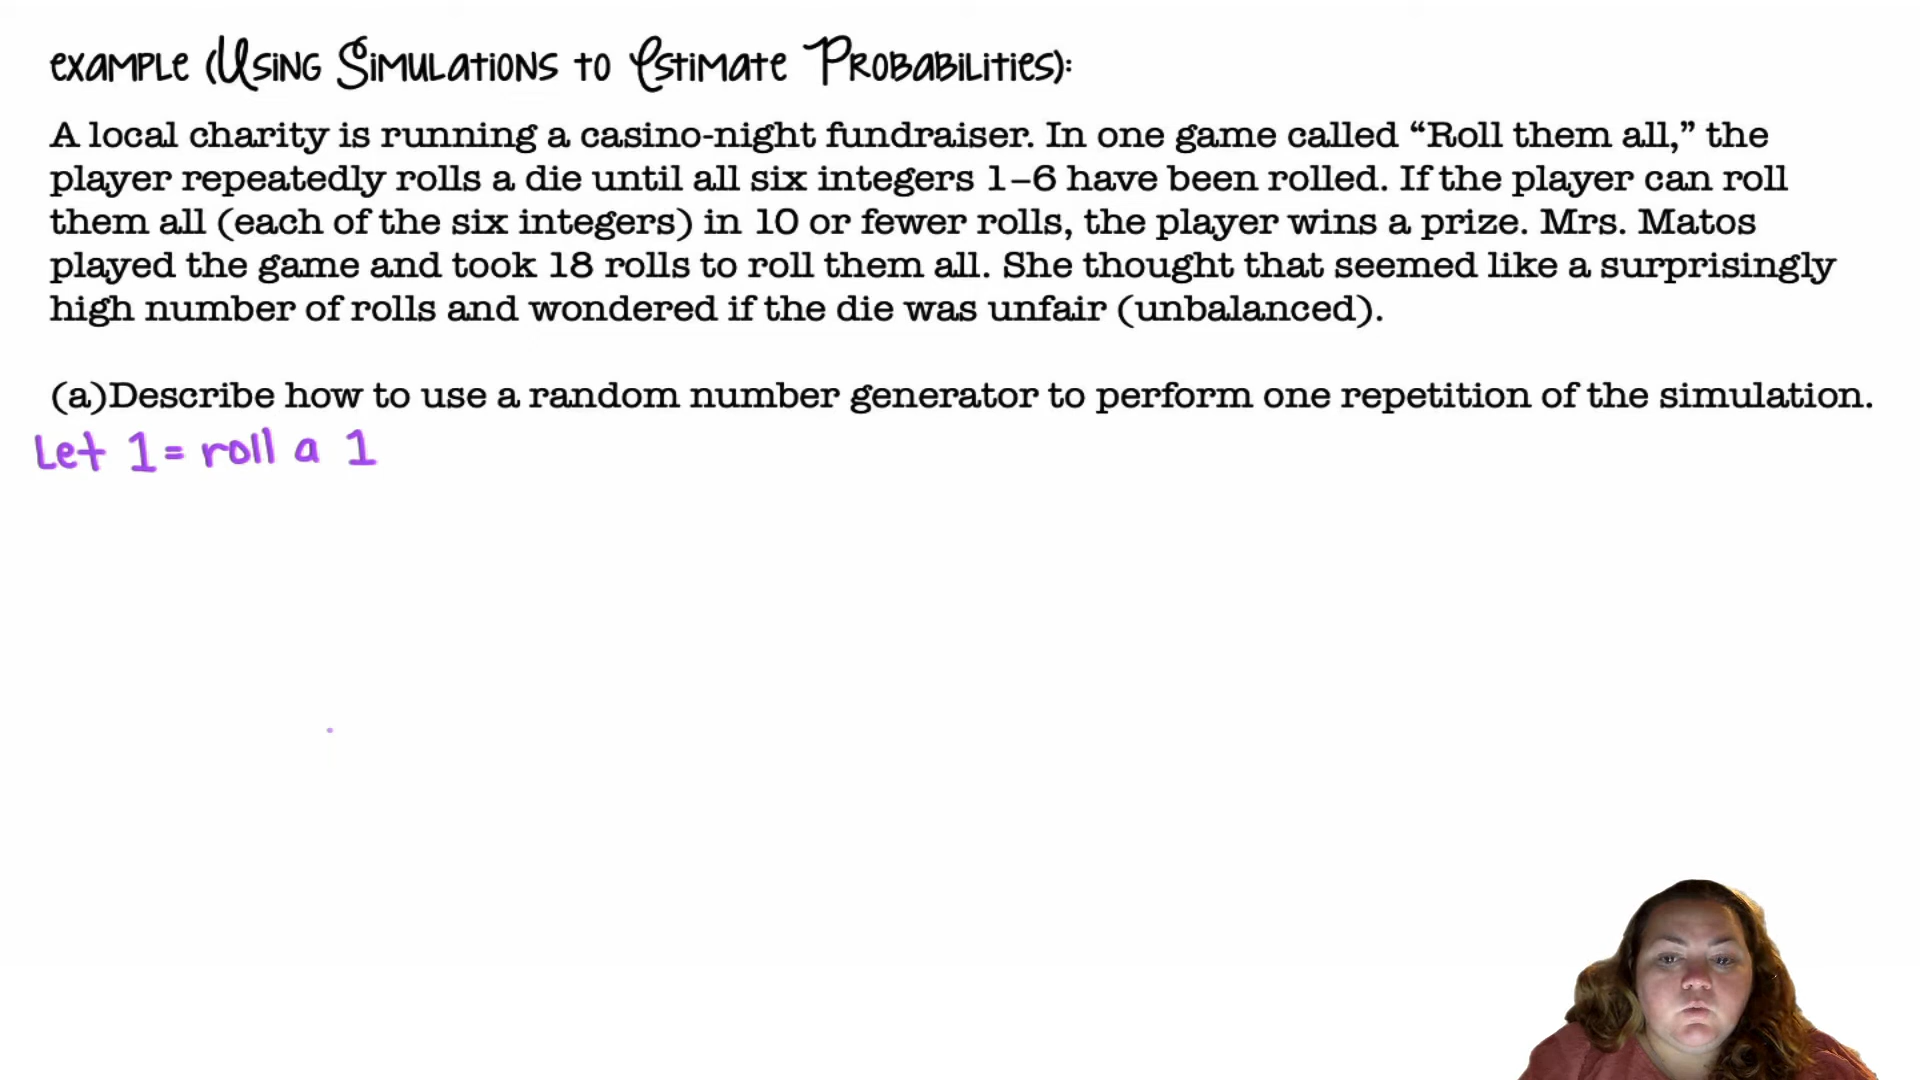 example (Using Simulations to Estimate Probabilities):
A local charity is running a casino-night fundraiser. In one game called “Roll them all,” the
player repeatedly rolls a die until all six integers 1–6 have been rolled. If the player can roll
them all (each of the six integers) in 10 or fewer rolls, the player wins a prize. Mrs. Matos
played the game and took 18 rolls to roll them all. She thought that seemed like a surprisingly
high number of rolls and wondered if the die was unfair (unbalanced).
(a)Describe how to use a random number generator to perform one repetition of the simulation.
Let 1 = roll a 1